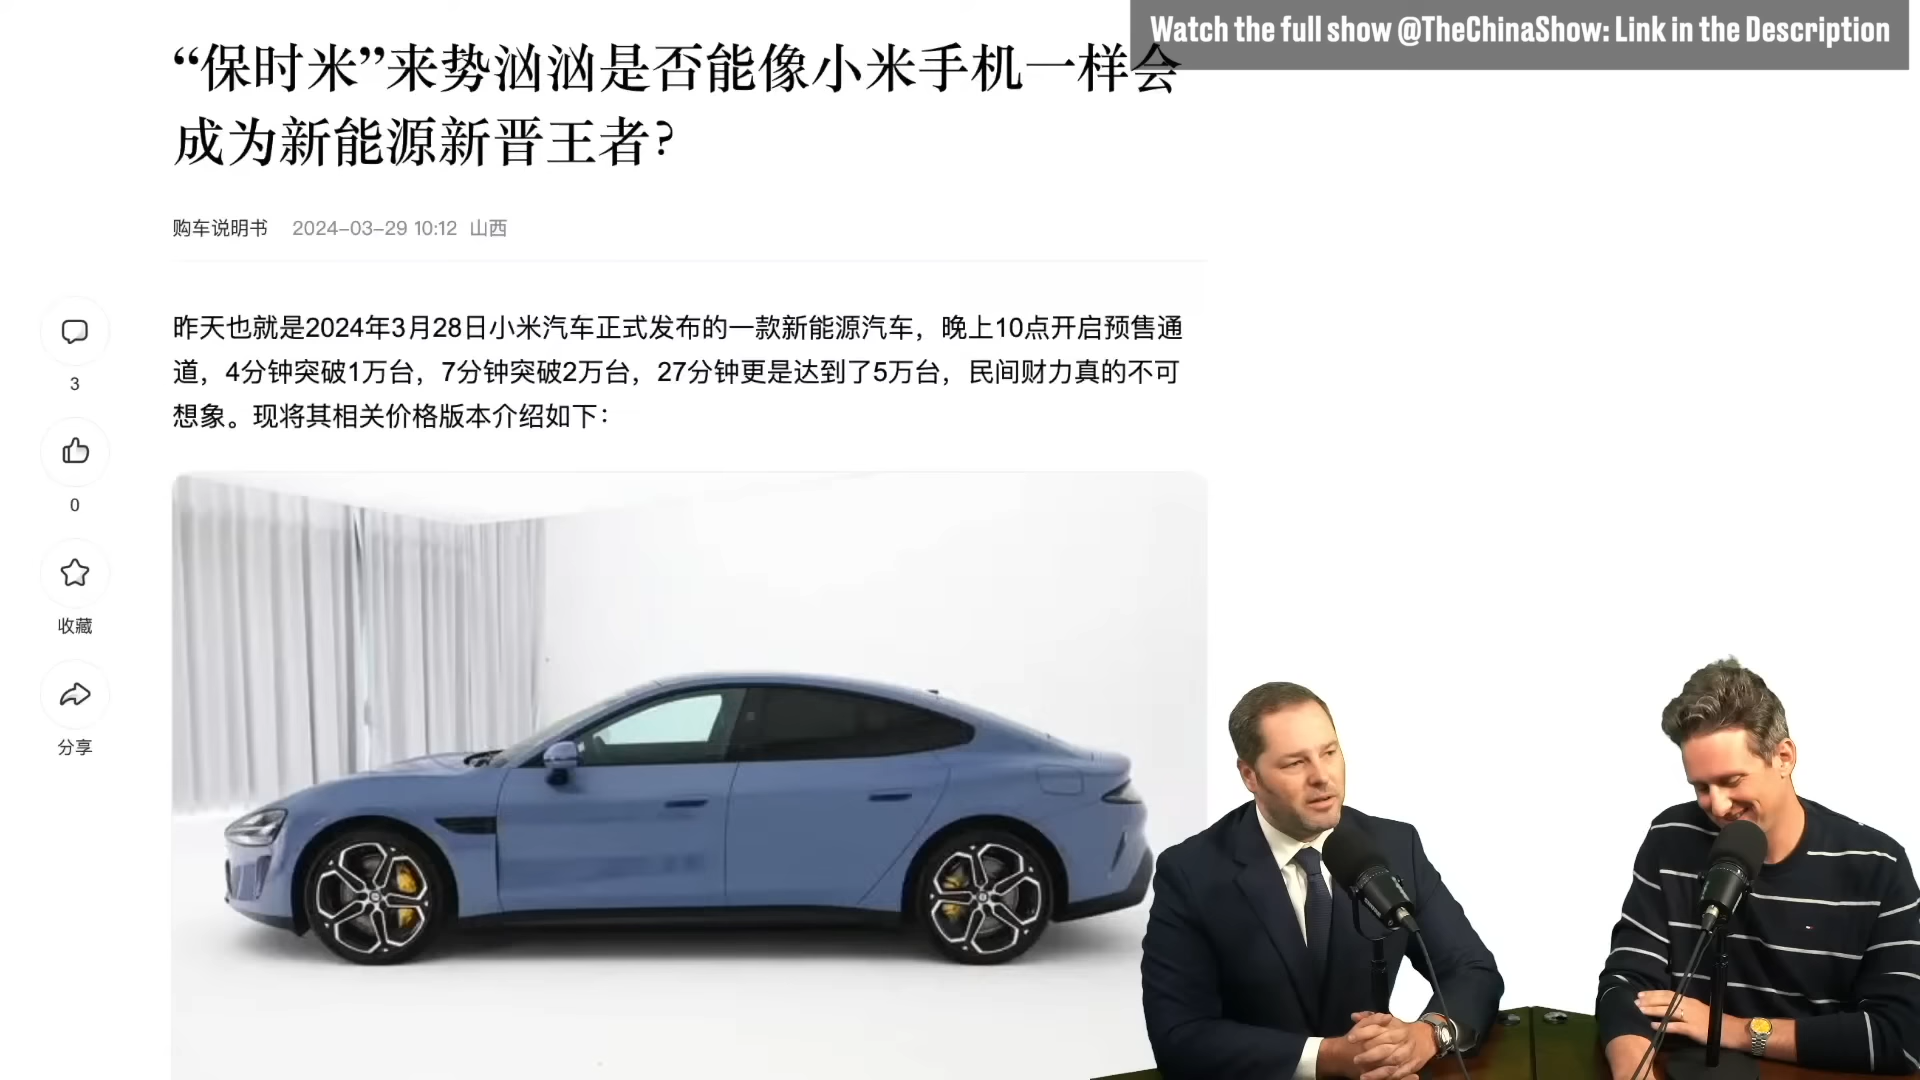 Watch the full show @TheChinaShow: Link in the Description
“保时米”来势汹汹是否能像小米手机一样会
成为新能源新晋王者?
购车说明书 2024-03-29 10:12 山西
昨天也就是2024年3月28日小米汽车正式发布的一款新能源汽车，晚上10点开启预售通
道，4分钟突破1万台，7分钟突破2万台，27分钟更是达到了5万台，民间财力真的不可
想象。现将其相关价格版本介绍如下：
3
0
收藏
分享